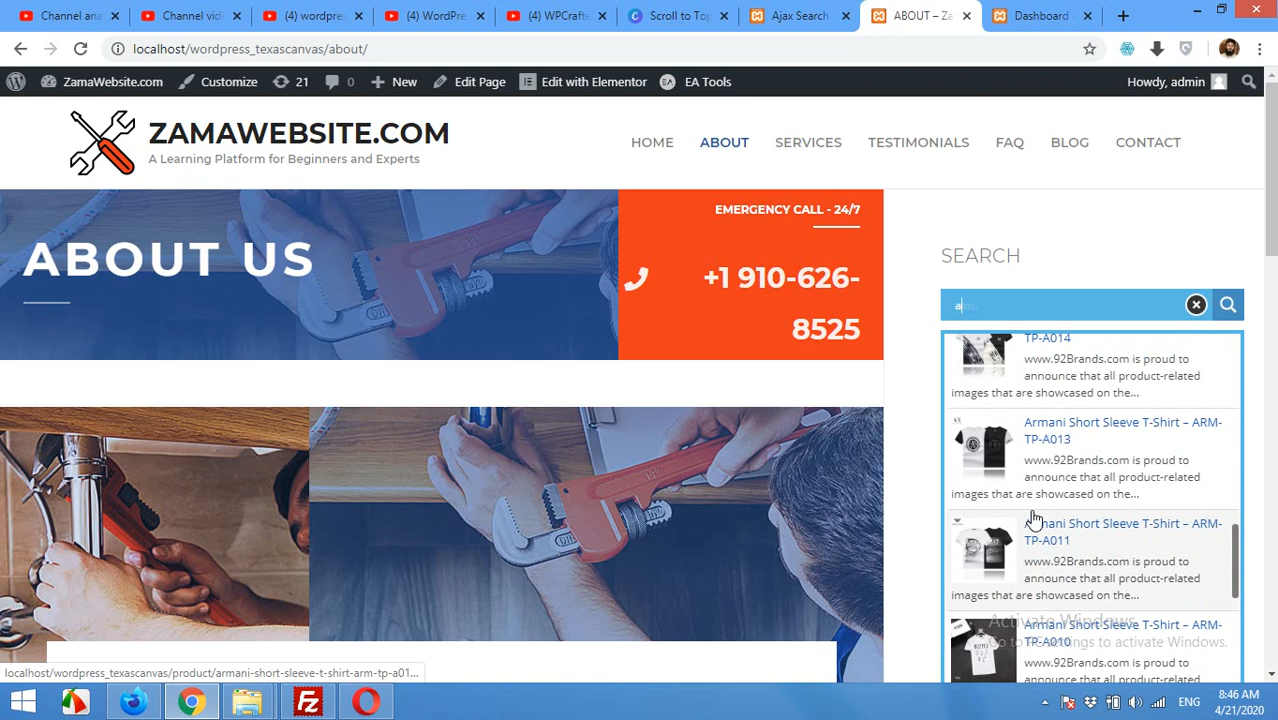 Channel ana
Channel vide
(4) wordpres
(4) WordPres
(4) WPCrafte
Scroll to Top
Ajax Search
ABOUT – Za
Dashboard
localhost/wordpress_texascanvas/about/
ZamaWebsite.com
Customize
21
0
New
Edit Page
Edit with Elementor
EA Tools
Howdy, admin
ZAMAWEBSITE.COM
A Learning Platform for Beginners and Experts
HOME
ABOUT
SERVICES
TESTIMONIALS
FAQ
BLOG
CONTACT
ABOUT US
EMERGENCY CALL - 24/7
+1 910-626-
8525
SEARCH
a
TP-A014
www.92Brands.com is proud to
announce that all product-related
images that are showcased on the...
Armani Short Sleeve T-Shirt – ARM-
TP-A013
www.92Brands.com is proud to
announce that all product-related
images that are showcased on the...
Armani Short Sleeve T-Shirt – ARM-
TP-A011
www.92Brands.com is proud to
announce that all product-related
images that are showcased on the...
Armani Short Sleeve T-Shirt – ARM-
TP-A010
www.92Brands.com is proud to
announce that all product-related
Activate Windows
Go to PC settings to activate Windows.
localhost/wordpress_texascanvas/product/armani-short-sleeve-t-shirt-arm-tp-a01...
ENG
8:46 AM
4/21/2020